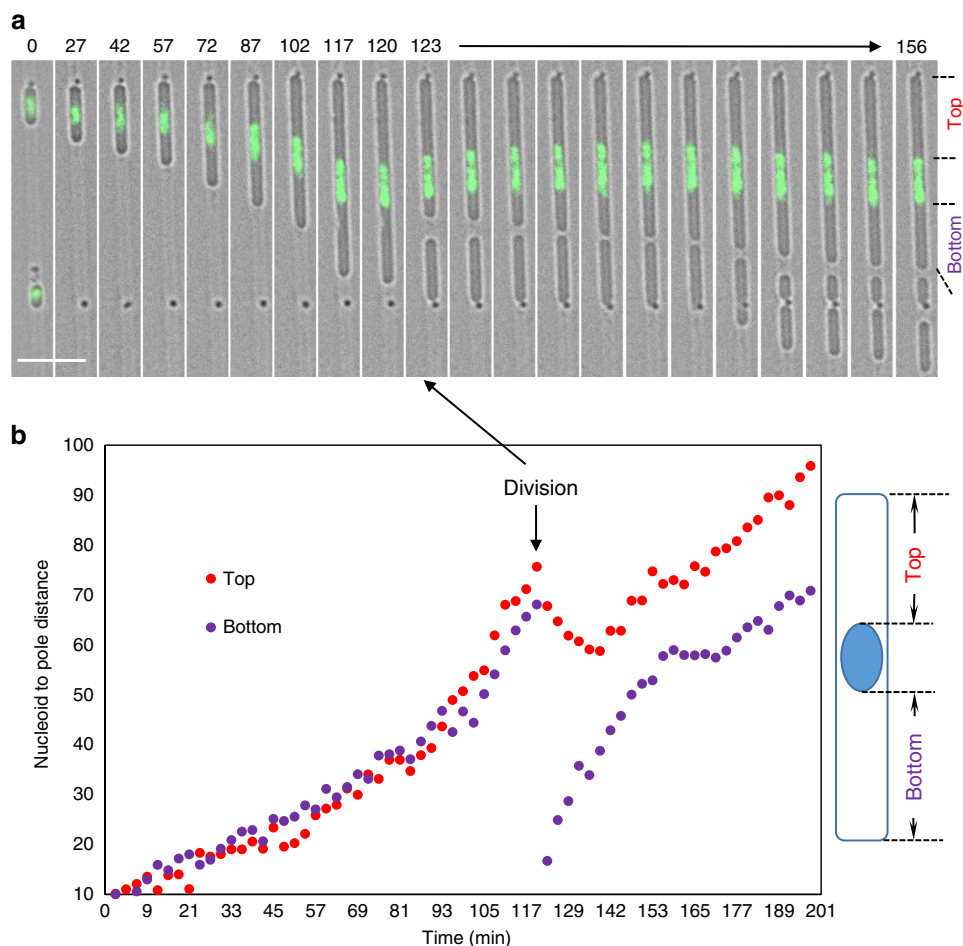 a
0 27 42 57 72 87 102 117 120 123 156
Top
Bottom
b
100
90
80
70
60
50
40
30
20
10
Nucleoid to pole distance
Division
Top
Bottom
0 9 21 33 45 57 69 81 93 105 117 129 142 153 165 177 189 201
Time (min)
Top
Bottom